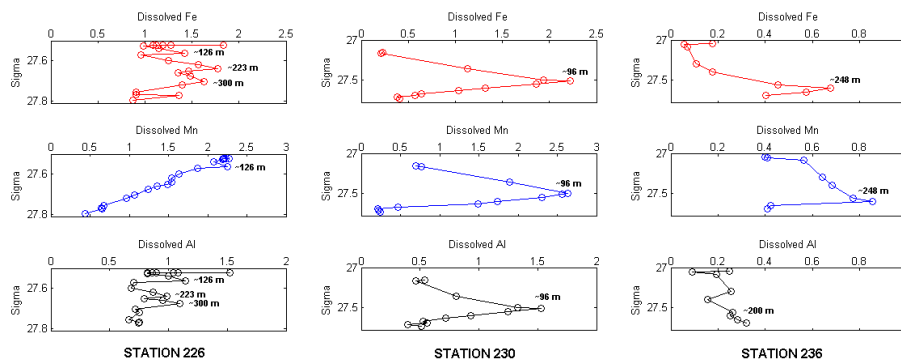 Dissolved Fe
0 0.5 1 1.5 2 2.5
27.6
27.8
Sigma
~126 m
~223 m
~300 m
Dissolved Fe
0 0.5 1.0 1.5 2.0 2.5
27
27.5
Sigma
~96 m
Dissolved Fe
0 0.2 0.4 0.6 0.8 1
27
27.5
Sigma
~248 m
Dissolved Mn
0 0.5 1 1.5 2 2.5 3
27.6
27.8
Sigma
~126 m
Dissolved Mn
0 0.5 1 1.5 2 2.5 3
27
27.5
Sigma
~96 m
Dissolved Mn
0 0.2 0.4 0.6 0.8 1
27
27.5
Sigma
~248 m
Dissolved Al
0 0.5 1 1.5 2
27.6
27.8
Sigma
~126 m
~223 m
~300 m
Dissolved Al
0 0.5 1 1.5 2
27
27.5
Sigma
~96 m
Dissolved Al
0 0.2 0.4 0.6 0.8 1
27
27.5
Sigma
~200 m
STATION 226
STATION 230
STATION 236